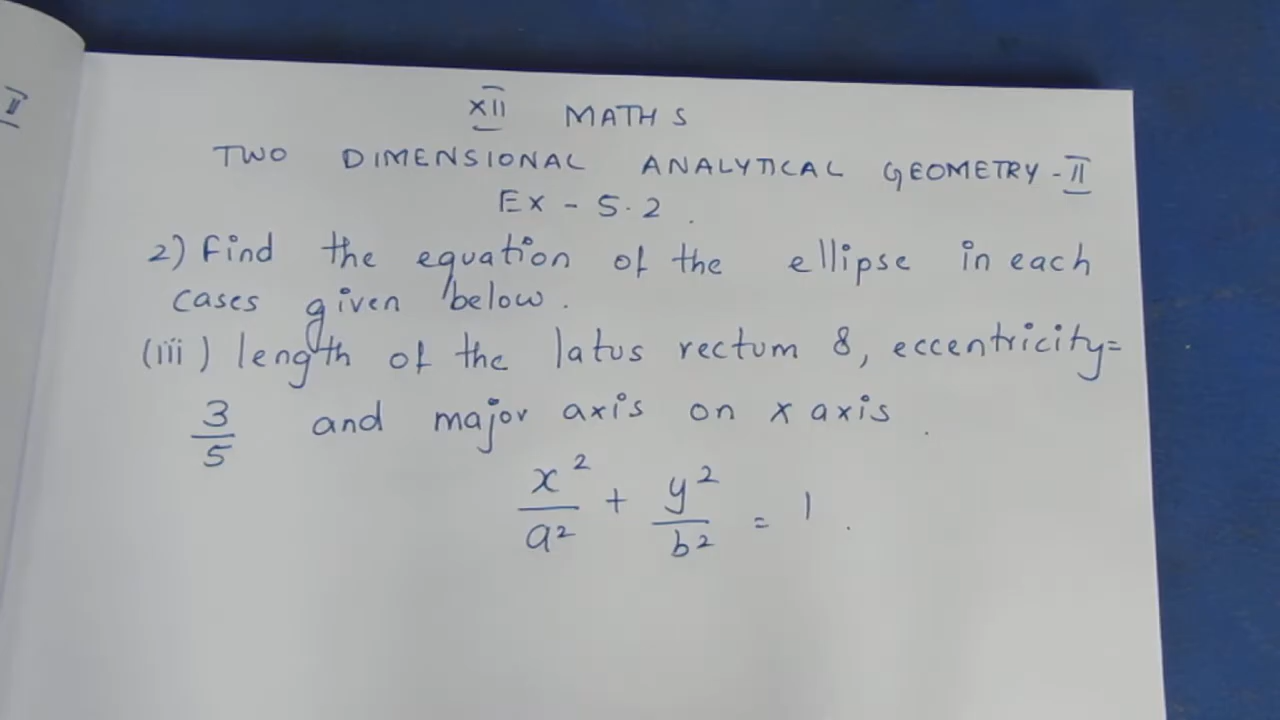 II
XII MATHS
TWO DIMENSIONAL ANALYTICAL GEOMETRY - II
EX - 5.2.
2) Find the equation of the ellipse in each
cases given below.
(iii) length of the latus rectum 8, eccentricity=
3/5 and major axis on x axis.
x²/a² + y²/b² = 1.